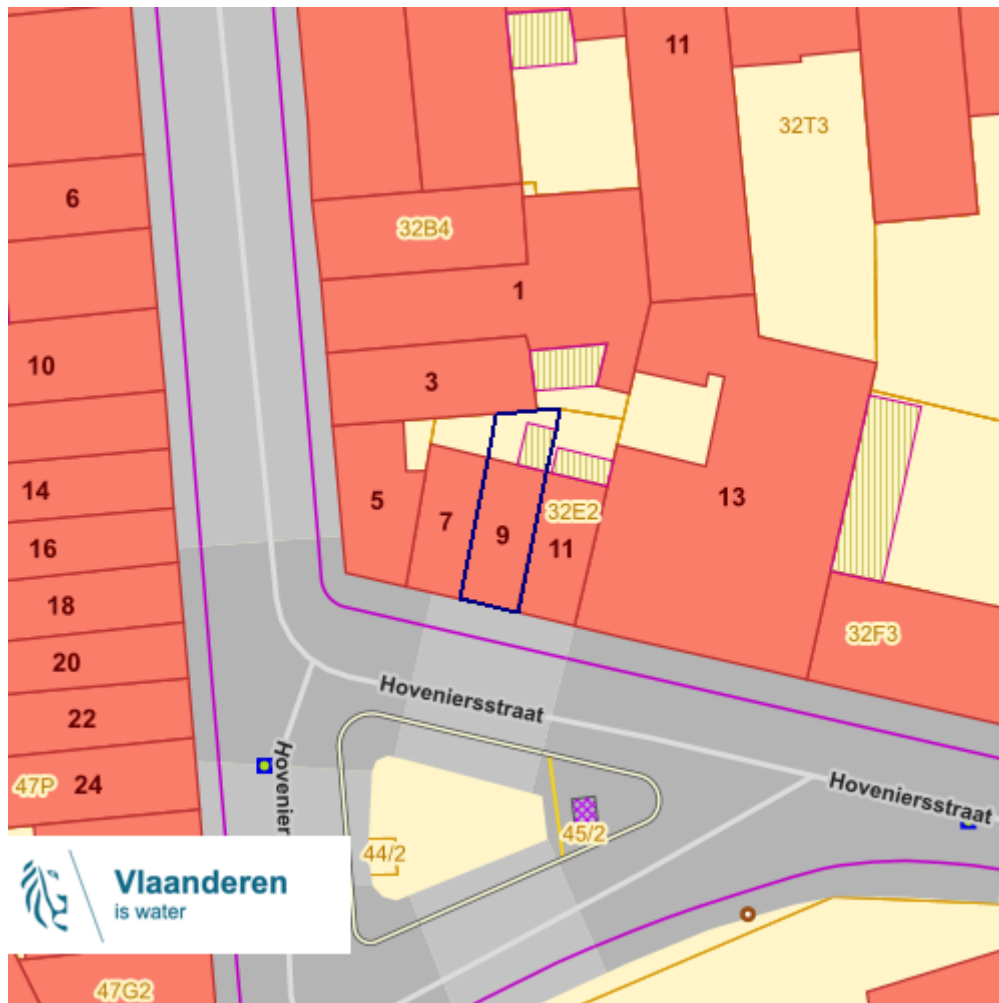 11
32T3
6
32B4
1
10
3
14
5
7
9
32E2
11
13
16
18
20
32F3
22
Hoveniersstraat
24
47P
Hovenier
Hoveniersstraat
44/2
45/2
Vlaanderen
is water
47G2